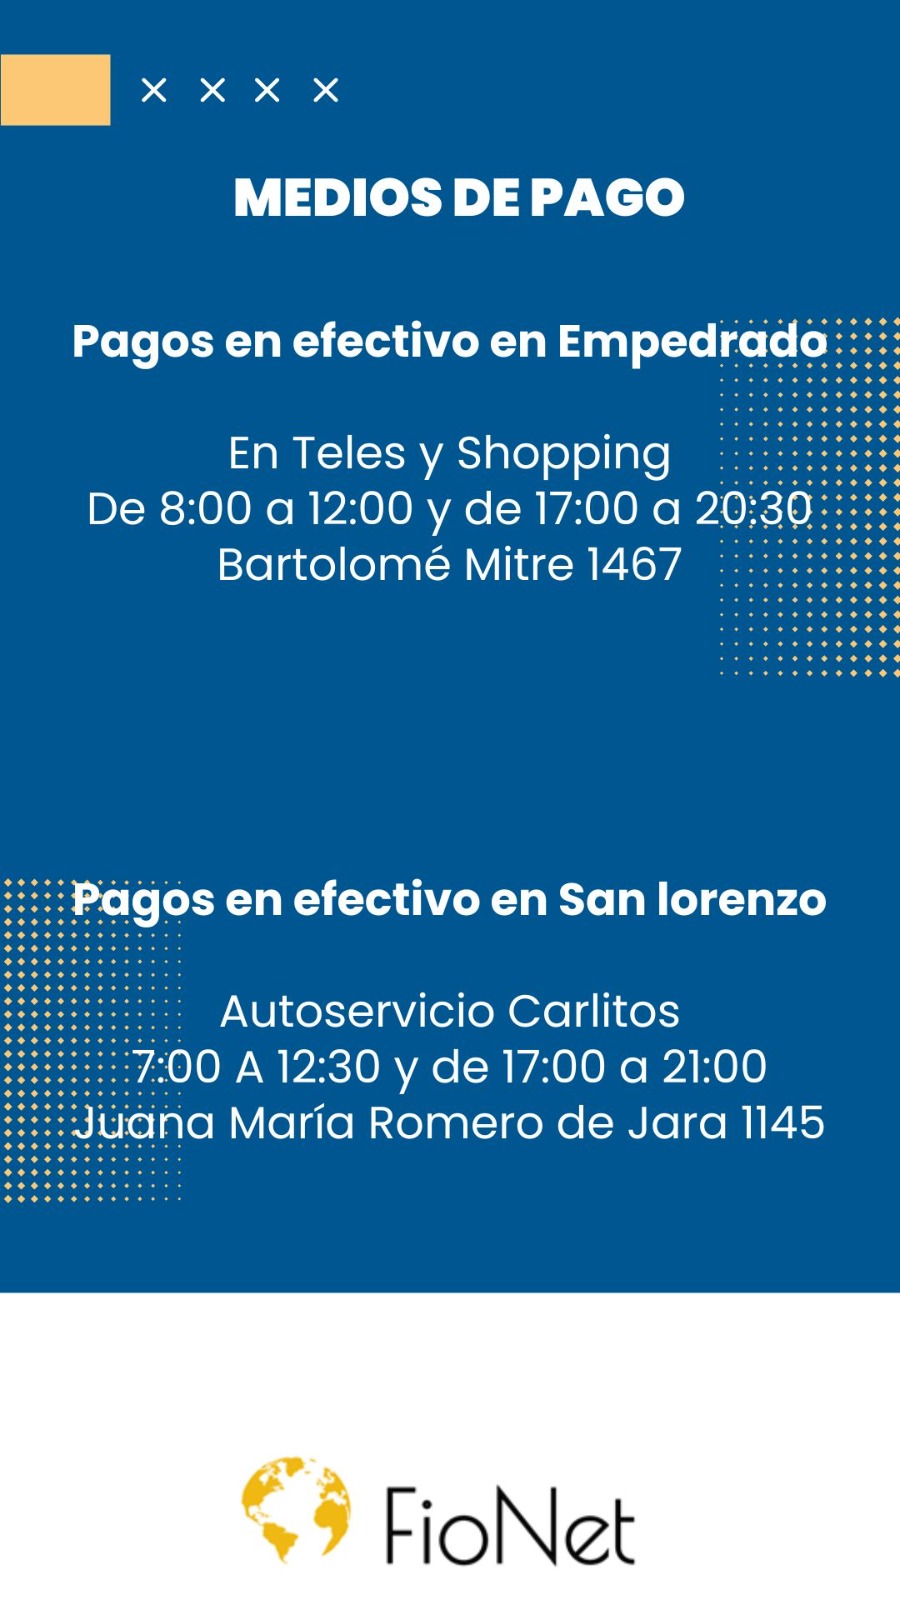 MEDIOS DE PAGO
Pagos en efectivo en Empedrado
En Teles y Shopping
De 8:00 a 12:00 y de 17:00 a 20:30
Bartolomé Mitre 1467
Pagos en efectivo en San lorenzo
Autoservicio Carlitos
7:00 A 12:30 y de 17:00 a 21:00
Juana María Romero de Jara 1145
FioNet